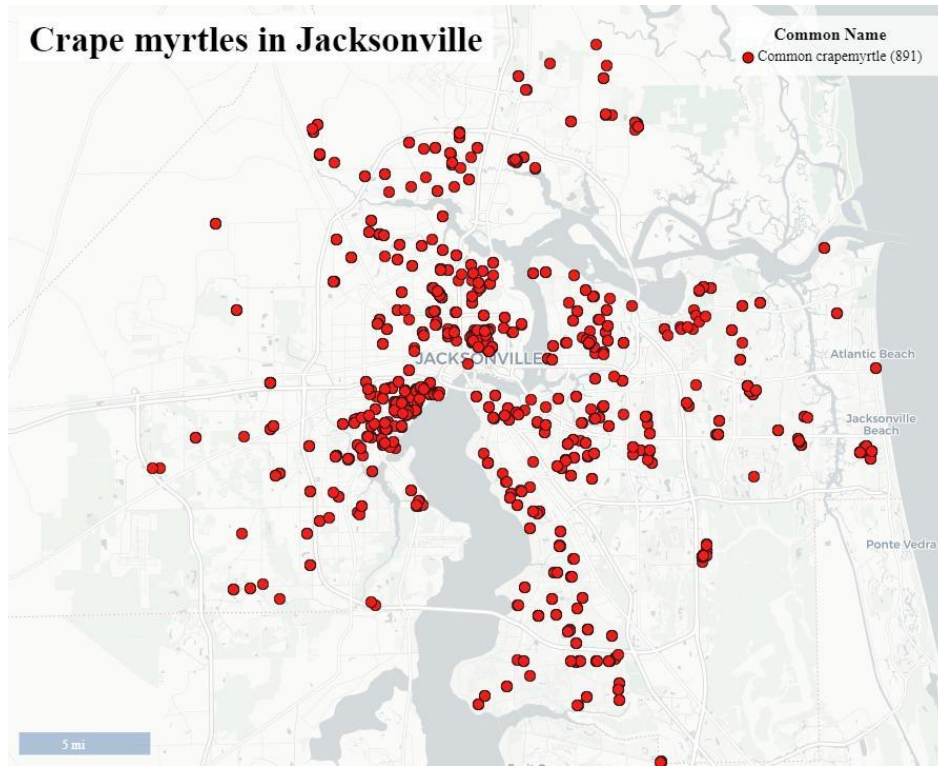 Crape myrtles in Jacksonville
Common Name
Common crapemyrtle (891)
JACKSONVILLE
Atlantic Beach
Jacksonville
Beach
Ponte Vedra
5 mi